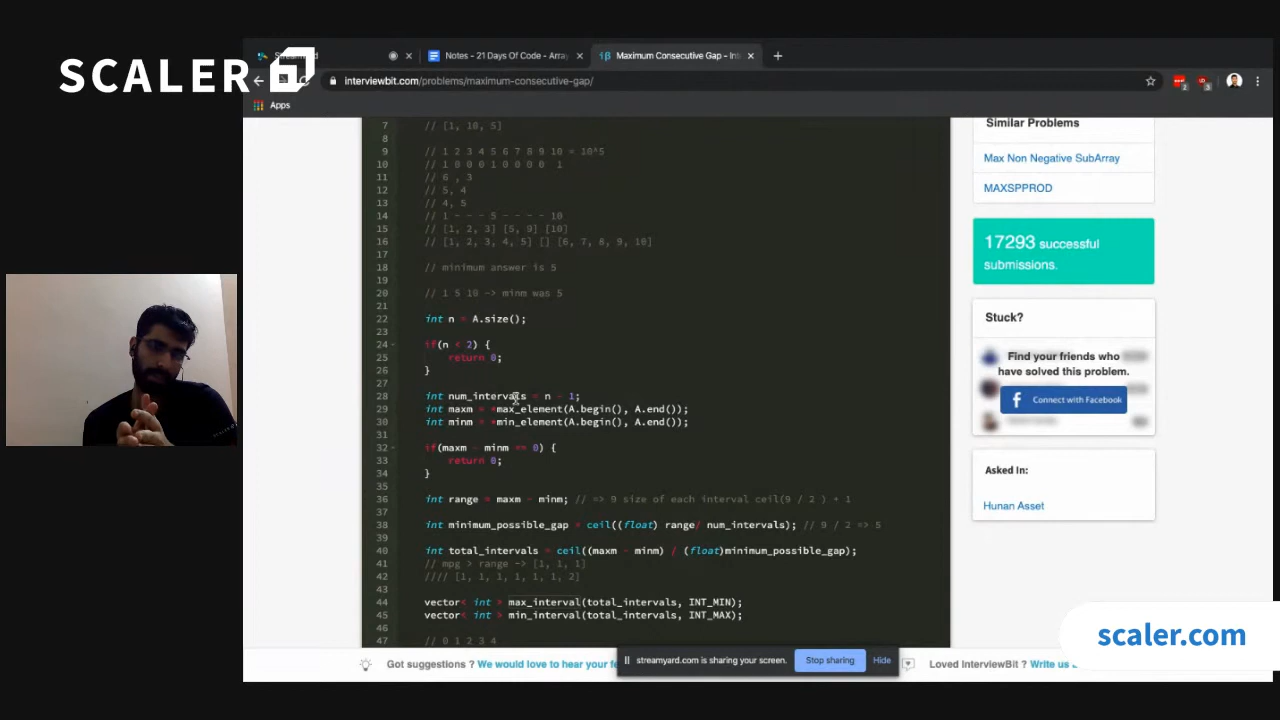 SCALER
Notes - 21 Days Of Code - Array
Maximum Consecutive Gap - Int
interviewbit.com/problems/maximum-consecutive-gap/
Apps
7 // [1, 10, 5]
8
9 // 1 2 3 4 5 6 7 8 9 10 = 10^5
10 // 1 0 0 0 1 0 0 0 0 1
11 // 6 , 3
12 // 5, 4
13 // 4, 5
14 // 1 - - - 5 - - - - 10
15 // [1, 2, 3] [5, 9] [10]
16 // [1, 2, 3, 4, 5] [] [6, 7, 8, 9, 10]
17
18 // minimum answer is 5
19
20 // 1 5 10 -> minm was 5
21
22 int n = A.size();
23
24 if(n < 2) {
25 return 0;
26 }
27
28 int num_intervals = n - 1;
29 int maxm = *max_element(A.begin(), A.end());
30 int minm = *min_element(A.begin(), A.end());
31
32 if(maxm - minm == 0) {
33 return 0;
34 }
35
36 int range = maxm - minm; // => 9 size of each interval ceil(9 / 2 ) + 1
37
38 int minimum_possible_gap = ceil((float) range/ num_intervals); // 9 / 2 => 5
39
40 int total_intervals = ceil((maxm - minm) / (float)minimum_possible_gap);
41 // mpg > range -> [1, 1, 1]
42 //// [1, 1, 1, 1, 1, 1, 2]
43
44 vector< int > max_interval(total_intervals, INT_MIN);
45 vector< int > min_interval(total_intervals, INT_MAX);
46
47 // 0 1 2 3 4
Similar Problems
Max Non Negative SubArray
MAXSPPROD
17293 successful
submissions.
Stuck?
Find your friends who
have solved this problem.
Connect with Facebook
Asked In:
Hunan Asset
scaler.com
Got suggestions ? We would love to hear your
streamyard.com is sharing your screen.
Stop sharing
Hide
Loved InterviewBit ? Write us